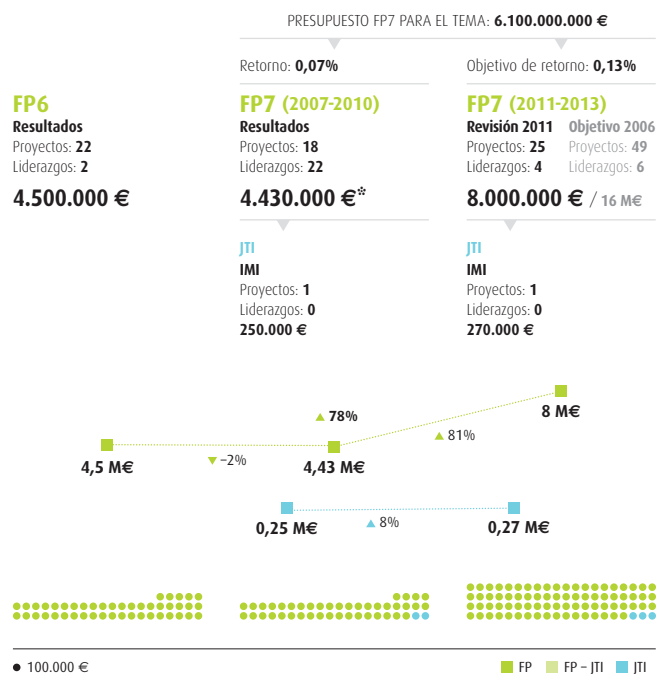 PRESUPUESTO FP7 PARA EL TEMA: 6.100.000.000 €
Retorno: 0,07%
Objetivo de retorno: 0,13%
FP6
Resultados
Proyectos: 22
Liderazgos: 2
4.500.000 €
FP7 (2007-2010)
Resultados
Proyectos: 18
Liderazgos: 22
4.430.000 €*
FP7 (2011-2013)
Revisión 2011 Objetivo 2006
Proyectos: 25 Proyectos: 49
Liderazgos: 4 Liderazgos: 6
8.000.000 € / 16 M€
JTI
IMI
Proyectos: 1
Liderazgos: 0
250.000 €
JTI
IMI
Proyectos: 1
Liderazgos: 0
270.000 €
78%
8 M€
81%
4,5 M€
–2%
4,43 M€
0,25 M€
8%
0,27 M€
100.000 €
FP FP – JTI JTI